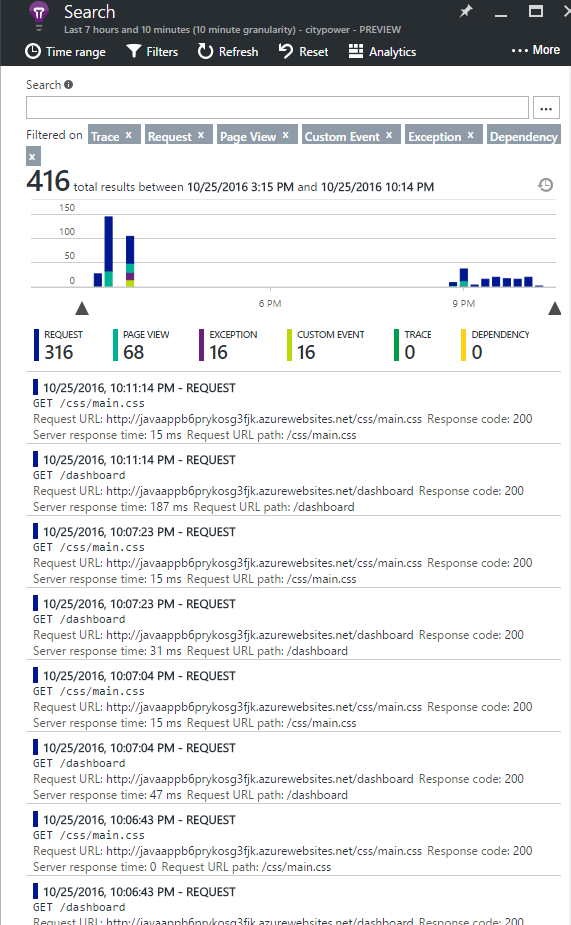 Search
Last 7 hours and 10 minutes (10 minute granularity) - citypower - PREVIEW
Time range Filters Refresh Reset Analytics ••• More
Search
...
Filtered on Trace x Request x Page View x Custom Event x Exception x Dependency
x
416 total results between 10/25/2016 3:15 PM and 10/25/2016 10:14 PM
150
100
50
0
6 PM 9 PM
REQUEST PAGE VIEW EXCEPTION CUSTOM EVENT TRACE DEPENDENCY
316 68 16 16 0 0
10/25/2016, 10:11:14 PM - REQUEST
GET /css/main.css
Request URL: http://javaappb6prykosg3fjk.azurewebsites.net/css/main.css Response code: 200
Server response time: 15 ms Request URL path: /css/main.css
10/25/2016, 10:11:14 PM - REQUEST
GET /dashboard
Request URL: http://javaappb6prykosg3fjk.azurewebsites.net/dashboard Response code: 200
Server response time: 187 ms Request URL path: /dashboard
10/25/2016, 10:07:23 PM - REQUEST
GET /css/main.css
Request URL: http://javaappb6prykosg3fjk.azurewebsites.net/css/main.css Response code: 200
Server response time: 15 ms Request URL path: /css/main.css
10/25/2016, 10:07:23 PM - REQUEST
GET /dashboard
Request URL: http://javaappb6prykosg3fjk.azurewebsites.net/dashboard Response code: 200
Server response time: 31 ms Request URL path: /dashboard
10/25/2016, 10:07:04 PM - REQUEST
GET /css/main.css
Request URL: http://javaappb6prykosg3fjk.azurewebsites.net/css/main.css Response code: 200
Server response time: 15 ms Request URL path: /css/main.css
10/25/2016, 10:07:04 PM - REQUEST
GET /dashboard
Request URL: http://javaappb6prykosg3fjk.azurewebsites.net/dashboard Response code: 200
Server response time: 47 ms Request URL path: /dashboard
10/25/2016, 10:06:43 PM - REQUEST
GET /css/main.css
Request URL: http://javaappb6prykosg3fjk.azurewebsites.net/css/main.css Response code: 200
Server response time: 0 Request URL path: /css/main.css
10/25/2016, 10:06:43 PM - REQUEST
GET /dashboard
Request URL: http://javaappb6prykosg3fjk.azurewebsites.net/dashboard Response code: 200